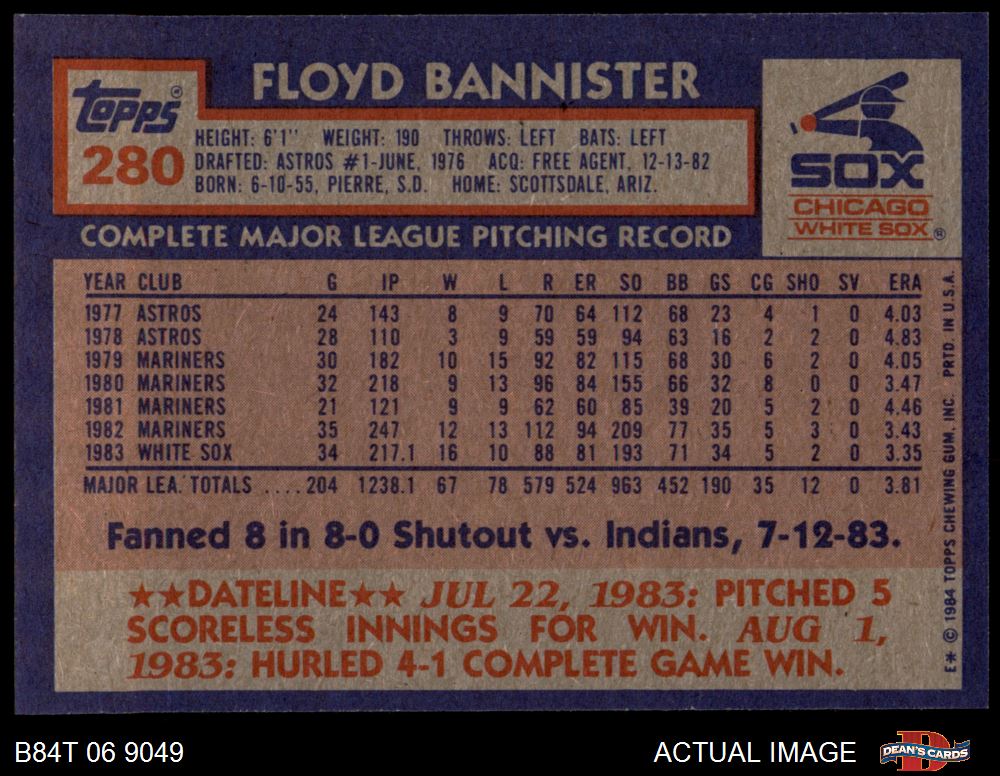 FLOYD BANNISTER
Topps®
280
HEIGHT: 6'1" WEIGHT: 190 THROWS: LEFT BATS: LEFT
DRAFTED: ASTROS #1-JUNE, 1976 ACQ: FREE AGENT, 12-13-82
BORN: 6-10-55, PIERRE, S.D. HOME: SCOTTSDALE, ARIZ.
SOX
CHICAGO
WHITE SOX®
COMPLETE MAJOR LEAGUE PITCHING RECORD
YEAR CLUB G IP W L R ER SO BB GS CG SHO SV ERA
1977 ASTROS 24 143 8 9 70 64 112 68 23 4 1 0 4.03
1978 ASTROS 28 110 3 9 59 59 94 63 16 2 2 0 4.83
1979 MARINERS 30 182 10 15 92 82 115 68 30 6 2 0 4.05
1980 MARINERS 32 218 9 13 96 84 155 66 32 8 0 0 3.47
1981 MARINERS 21 121 9 9 62 60 85 39 20 5 2 0 4.46
1982 MARINERS 35 247 12 13 112 94 209 77 35 5 3 0 3.43
1983 WHITE SOX 34 217.1 16 10 88 81 193 71 34 5 2 0 3.35
MAJOR LEA. TOTALS ....204 1238.1 67 78 579 524 963 452 190 35 12 0 3.81
Fanned 8 in 8-0 Shutout vs. Indians, 7-12-83.
★★DATELINE★★ JUL 22, 1983: PITCHED 5
SCORELESS INNINGS FOR WIN. AUG 1,
1983: HURLED 4-1 COMPLETE GAME WIN.
E* © 1984 TOPPS CHEWING GUM, INC. PRTD. IN U.S.A.
B84T 06 9049
ACTUAL IMAGE
D
DEAN'S CARDS